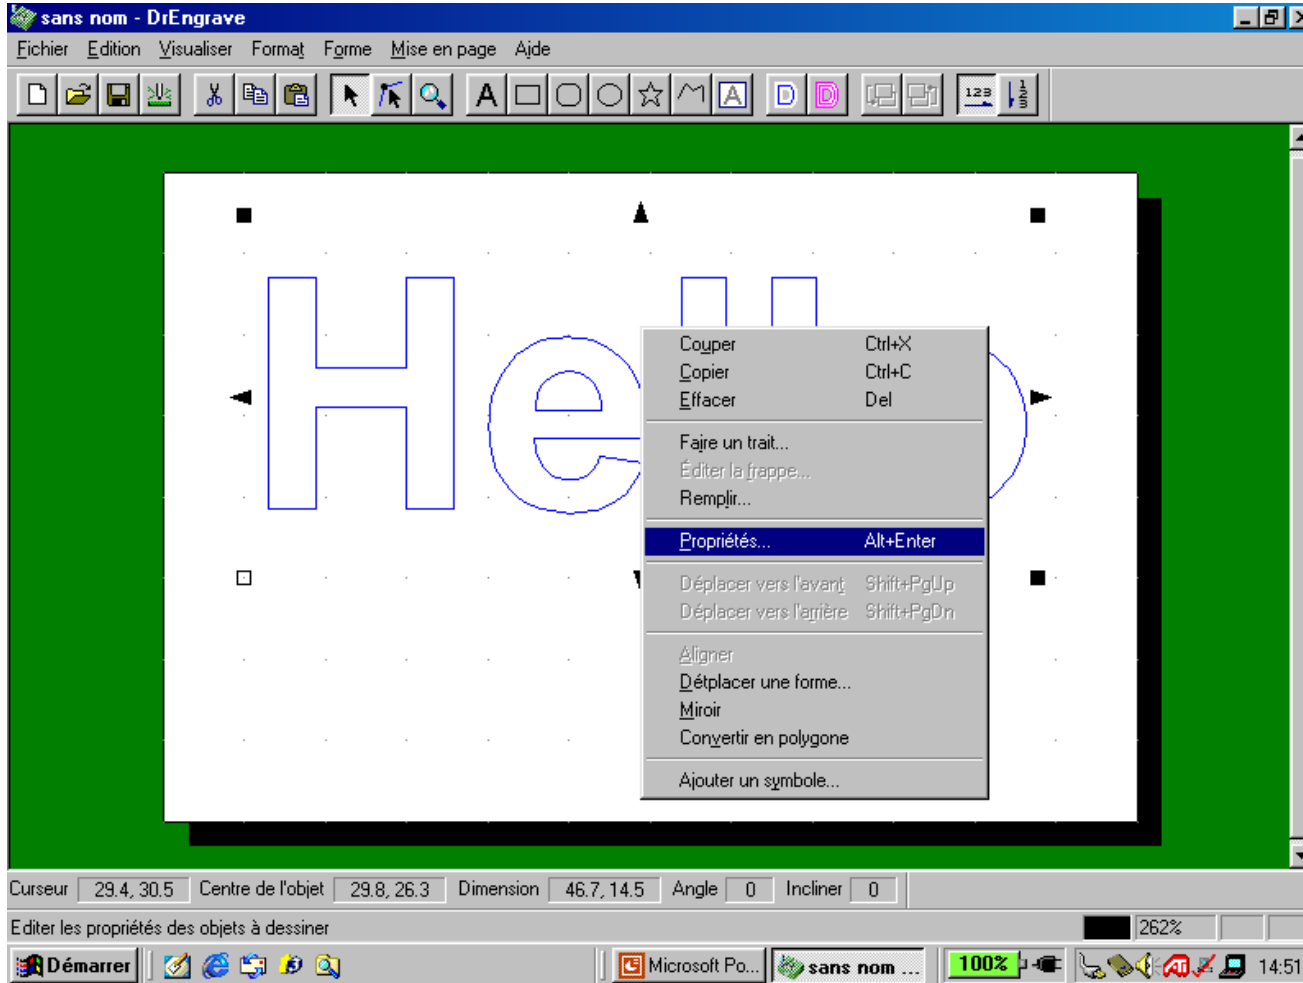 sans nom - DrEngrave
Fichier Edition Visualiser Format Forme Mise en page Aide
A A D D 123 123
Hello
Couper Ctrl+X
Copier Ctrl+C
Effacer Del
Faire un trait...
Éditer la frappe...
Remplir...
Propriétés... Alt+Enter
Déplacer vers l'avant Shift+PgUp
Déplacer vers l'arrière Shift+PgDn
Aligner
Détplacer une forme...
Miroir
Convertir en polygone
Ajouter un symbole...
Curseur 29.4, 30.5 Centre de l'objet 29.8, 26.3 Dimension 46.7, 14.5 Angle 0 Incliner 0
Editer les propriétés des objets à dessiner 262%
Démarrer Microsoft Po... sans nom ... 100% 14:51